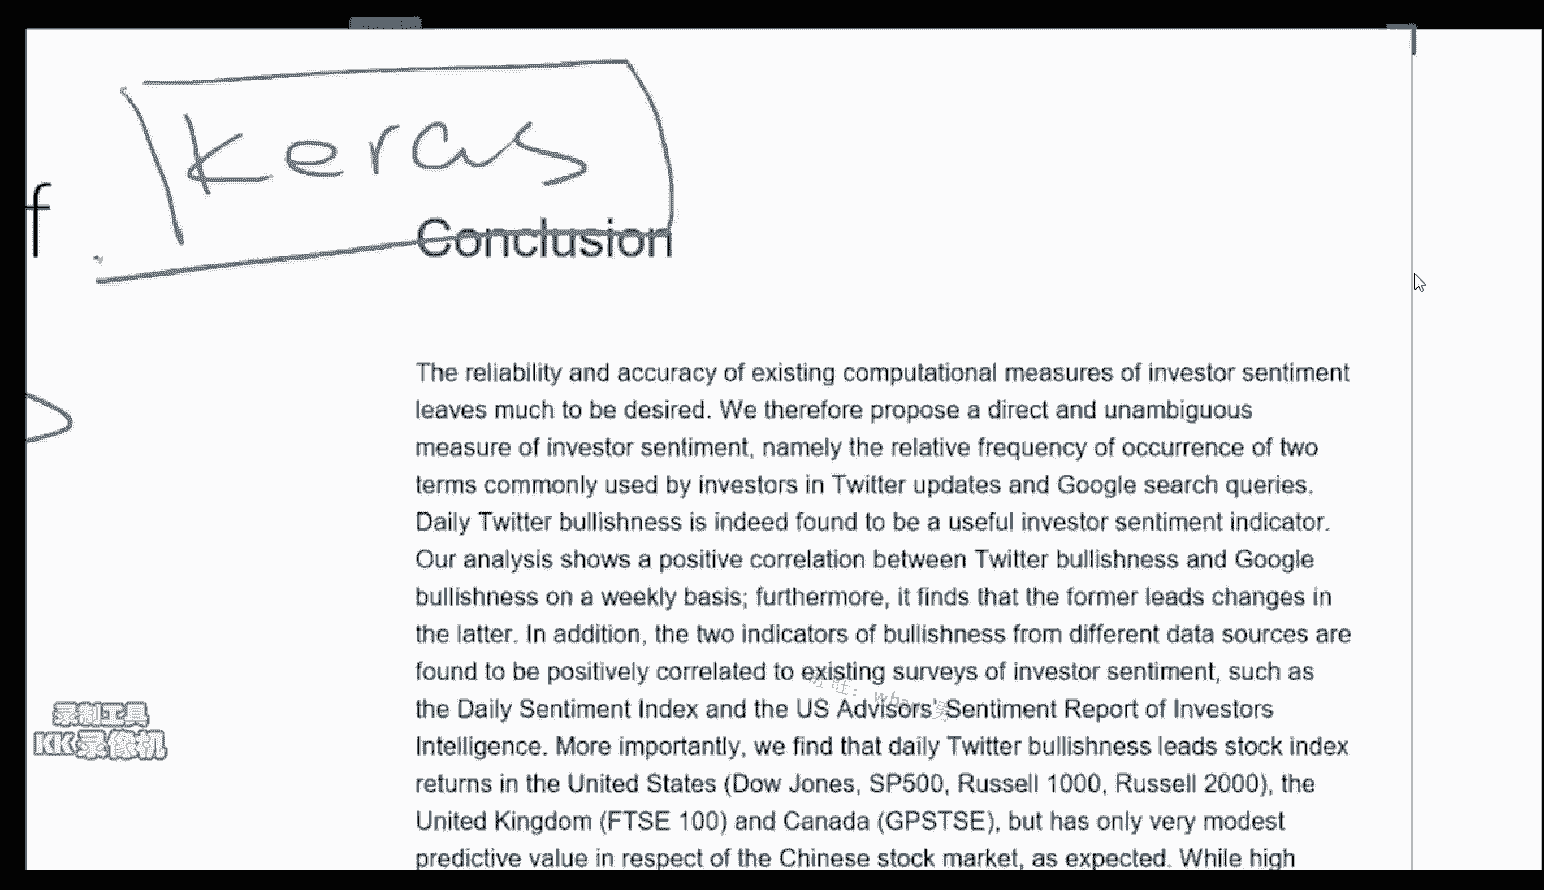 keras
f
Conclusion
The reliability and accuracy of existing computational measures of investor sentiment
leaves much to be desired. We therefore propose a direct and unambiguous
measure of investor sentiment, namely the relative frequency of occurrence of two
terms commonly used by investors in Twitter updates and Google search queries.
Daily Twitter bullishness is indeed found to be a useful investor sentiment indicator.
Our analysis shows a positive correlation between Twitter bullishness and Google
bullishness on a weekly basis; furthermore, it finds that the former leads changes in
the latter. In addition, the two indicators of bullishness from different data sources are
found to be positively correlated to existing surveys of investor sentiment, such as
the Daily Sentiment Index and the US Advisors' Sentiment Report of Investors
Intelligence. More importantly, we find that daily Twitter bullishness leads stock index
returns in the United States (Dow Jones, SP500, Russell 1000, Russell 2000), the
United Kingdom (FTSE 100) and Canada (GPSTSE), but has only very modest
predictive value in respect of the Chinese stock market, as expected. While high
录制工具
KK录像机